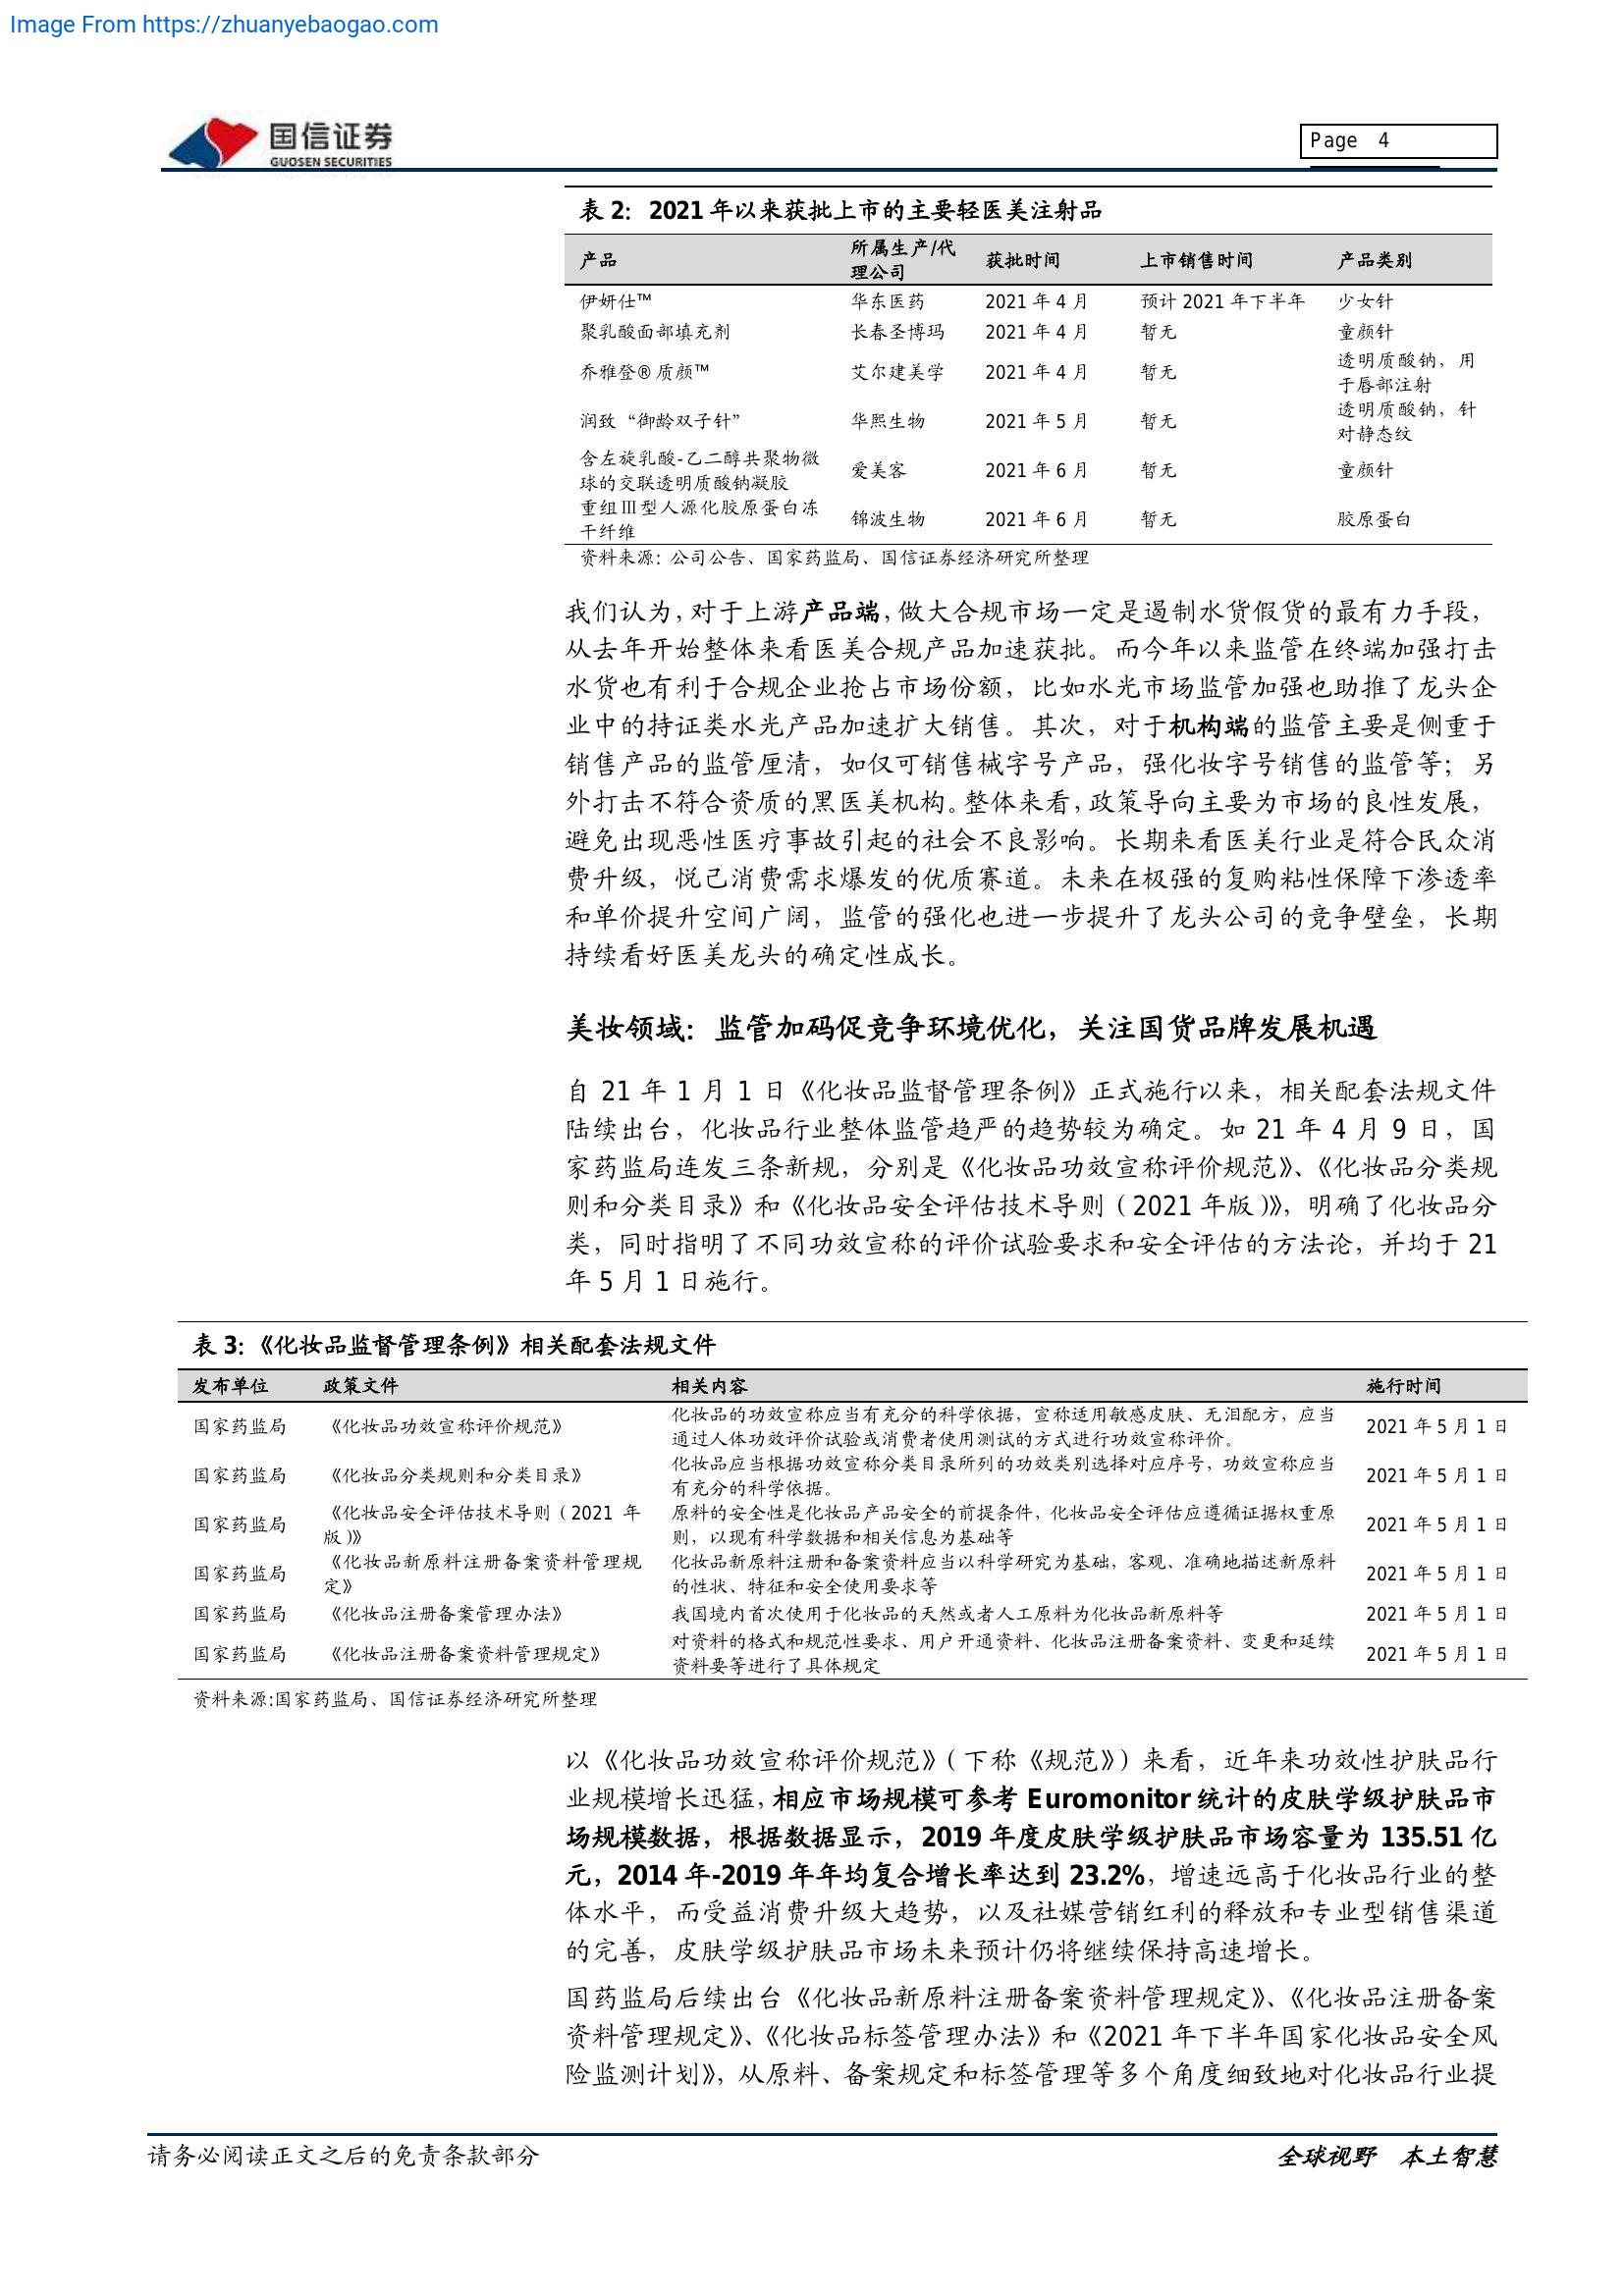 Image From https://zhuanyebaogao.com
国信证券
GUOSEN SECURITIES
Page 4
表 2：2021 年以来获批上市的主要轻医美注射品
产品 所属生产/代理公司 获批时间 上市销售时间 产品类别
伊妍仕™ 华东医药 2021 年 4 月 预计 2021 年下半年 少女针
聚乳酸面部填充剂 长春圣博玛 2021 年 4 月 暂无 童颜针
乔雅登® 质颜™ 艾尔建美学 2021 年 4 月 暂无 透明质酸钠，用于唇部注射
润致“御龄双子针” 华熙生物 2021 年 5 月 暂无 透明质酸钠，针对静态纹
含左旋乳酸-乙二醇共聚物微球的交联透明质酸钠凝胶 爱美客 2021 年 6 月 暂无 童颜针
重组Ⅲ型人源化胶原蛋白冻干纤维 锦波生物 2021 年 6 月 暂无 胶原蛋白
资料来源：公司公告、国家药监局、国信证券经济研究所整理
我们认为，对于上游产品端，做大合规市场一定是遏制水货假货的最有力手段，
从去年开始整体来看医美合规产品加速获批。而今年以来监管在终端加强打击
水货也有利于合规企业抢占市场份额，比如水光市场监管加强也助推了龙头企
业中的持证类水光产品加速扩大销售。其次，对于机构端的监管主要是侧重于
销售产品的监管厘清，如仅可销售械字号产品，强化妆字号销售的监管等；另
外打击不符合资质的黑医美机构。整体来看，政策导向主要为市场的良性发展，
避免出现恶性医疗事故引起的社会不良影响。长期来看医美行业是符合民众消
费升级，悦己消费需求爆发的优质赛道。未来在极强的复购粘性保障下渗透率
和单价提升空间广阔，监管的强化也进一步提升了龙头公司的竞争壁垒，长期
持续看好医美龙头的确定性成长。
美妆领域：监管加码促竞争环境优化，关注国货品牌发展机遇
自 21 年 1 月 1 日《化妆品监督管理条例》正式施行以来，相关配套法规文件
陆续出台，化妆品行业整体监管趋严的趋势较为确定。如 21 年 4 月 9 日，国
家药监局连发三条新规，分别是《化妆品功效宣称评价规范》、《化妆品分类规
则和分类目录》和《化妆品安全评估技术导则（2021 年版）》，明确了化妆品分
类，同时指明了不同功效宣称的评价试验要求和安全评估的方法论，并均于 21
年 5 月 1 日施行。
表 3：《化妆品监督管理条例》相关配套法规文件
发布单位 政策文件 相关内容 施行时间
国家药监局 《化妆品功效宣称评价规范》 化妆品的功效宣称应当有充分的科学依据，宣称适用敏感皮肤、无泪配方，应当通过人体功效评价试验或消费者使用测试的方式进行功效宣称评价。 2021 年 5 月 1 日
国家药监局 《化妆品分类规则和分类目录》 化妆品应当根据功效宣称分类目录所列的功效类别选择对应序号，功效宣称应当有充分的科学依据。 2021 年 5 月 1 日
国家药监局 《化妆品安全评估技术导则（2021 年版）》 原料的安全性是化妆品产品安全的前提条件，化妆品安全评估应遵循证据权重原则，以现有科学数据和相关信息为基础等 2021 年 5 月 1 日
国家药监局 《化妆品新原料注册备案资料管理规定》 化妆品新原料注册和备案资料应当以科学研究为基础，客观、准确地描述新原料的性状、特征和安全使用要求等 2021 年 5 月 1 日
国家药监局 《化妆品注册备案管理办法》 我国境内首次使用于化妆品的天然或者人工原料为化妆品新原料等 2021 年 5 月 1 日
国家药监局 《化妆品注册备案资料管理规定》 对资料的格式和规范性要求、用户开通资料、化妆品注册备案资料、变更和延续资料要等进行了具体规定 2021 年 5 月 1 日
资料来源:国家药监局、国信证券经济研究所整理
以《化妆品功效宣称评价规范》（下称《规范》）来看，近年来功效性护肤品行
业规模增长迅猛，相应市场规模可参考 Euromonitor 统计的皮肤学级护肤品市
场规模数据，根据数据显示，2019 年度皮肤学级护肤品市场容量为 135.51 亿
元，2014 年-2019 年年均复合增长率达到 23.2%，增速远高于化妆品行业的整
体水平，而受益消费升级大趋势，以及社媒营销红利的释放和专业型销售渠道
的完善，皮肤学级护肤品市场未来预计仍将继续保持高速增长。
国药监局后续出台《化妆品新原料注册备案资料管理规定》、《化妆品注册备案
资料管理规定》、《化妆品标签管理办法》和《2021 年下半年国家化妆品安全风
险监测计划》，从原料、备案规定和标签管理等多个角度细致地对化妆品行业提
请务必阅读正文之后的免责条款部分
全球视野 本土智慧